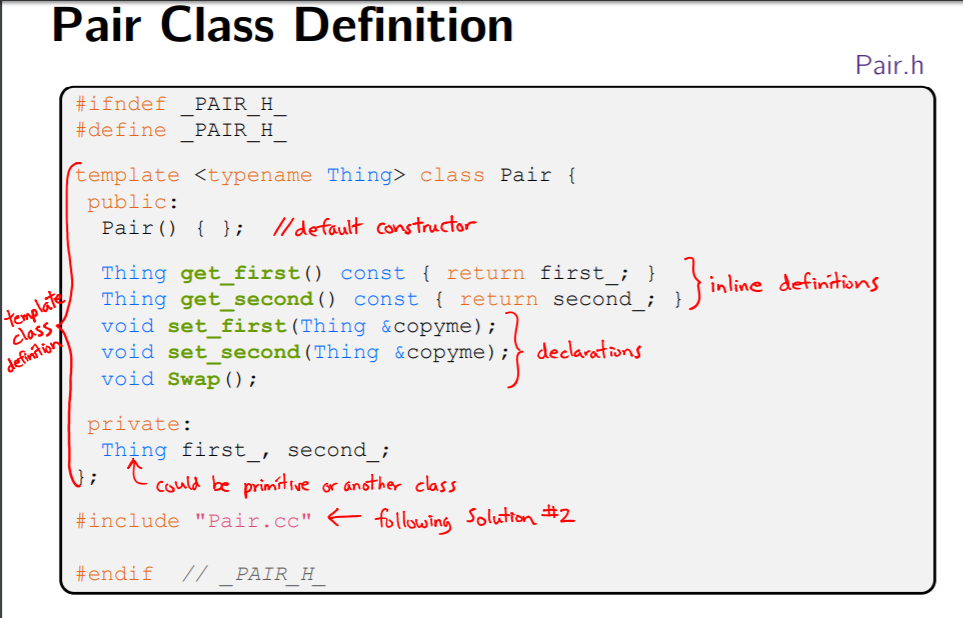 Pair Class Definition
Pair.h
#ifndef _PAIR_H_
#define _PAIR_H_
template <typename Thing> class Pair {
public:
Pair() { }; //default constructor
Thing get_first() const { return first_; }
Thing get_second() const { return second_; }
inline definitions
void set_first(Thing &copyme);
void set_second(Thing &copyme);
void Swap();
declarations
template
class
definition
private:
Thing first_, second_;
};
could be primitive or another class
#include "Pair.cc" ← following Solution #2
#endif // _PAIR_H_